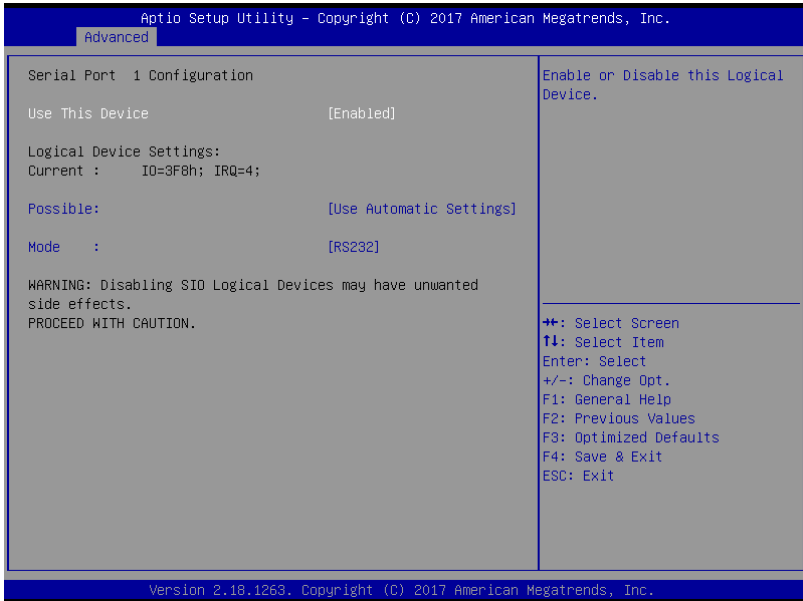 Aptio Setup Utility – Copyright (C) 2017 American Megatrends, Inc.
Advanced
Serial Port  1 Configuration
Use This Device [Enabled]
Logical Device Settings:
Current :     IO=3F8h; IRQ=4;
Possible: [Use Automatic Settings]
Mode    : [RS232]
WARNING: Disabling SIO Logical Devices may have unwanted
side effects.
PROCEED WITH CAUTION.
Enable or Disable this Logical
Device.
→←: Select Screen
↑↓: Select Item
Enter: Select
+/-: Change Opt.
F1: General Help
F2: Previous Values
F3: Optimized Defaults
F4: Save & Exit
ESC: Exit
Version 2.18.1263. Copyright (C) 2017 American Megatrends, Inc.